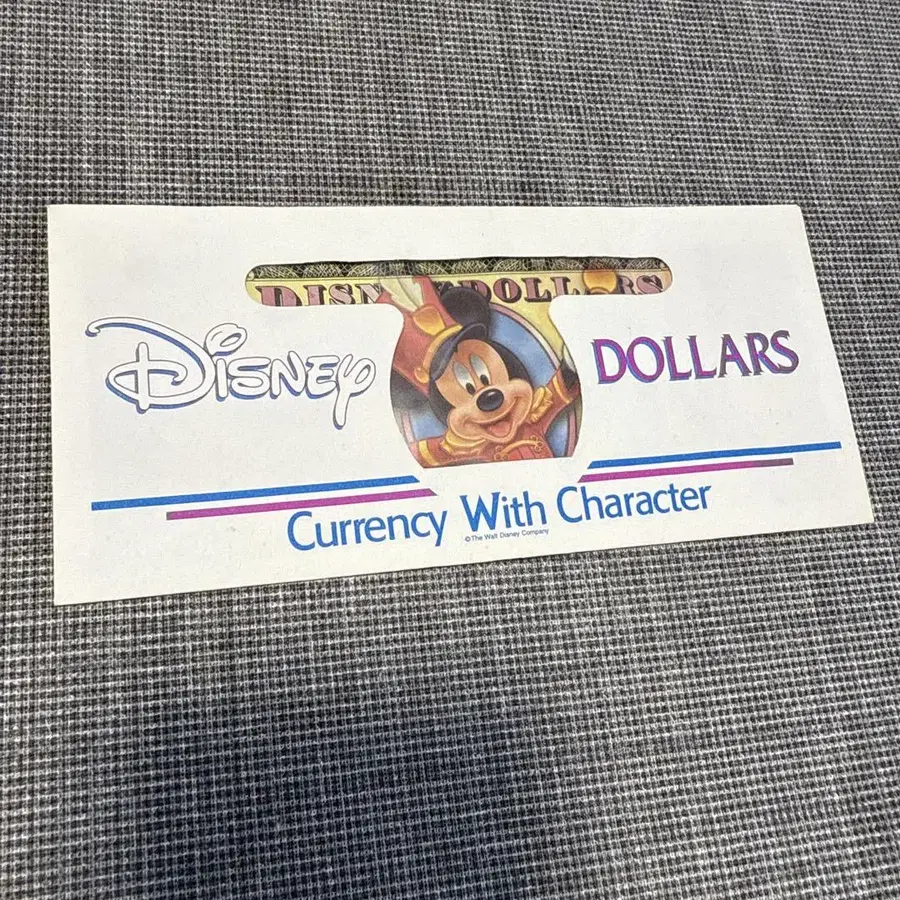 DISNEY DOLLARS
Disney
DOLLARS
Currency With Character
©The Walt Disney Company